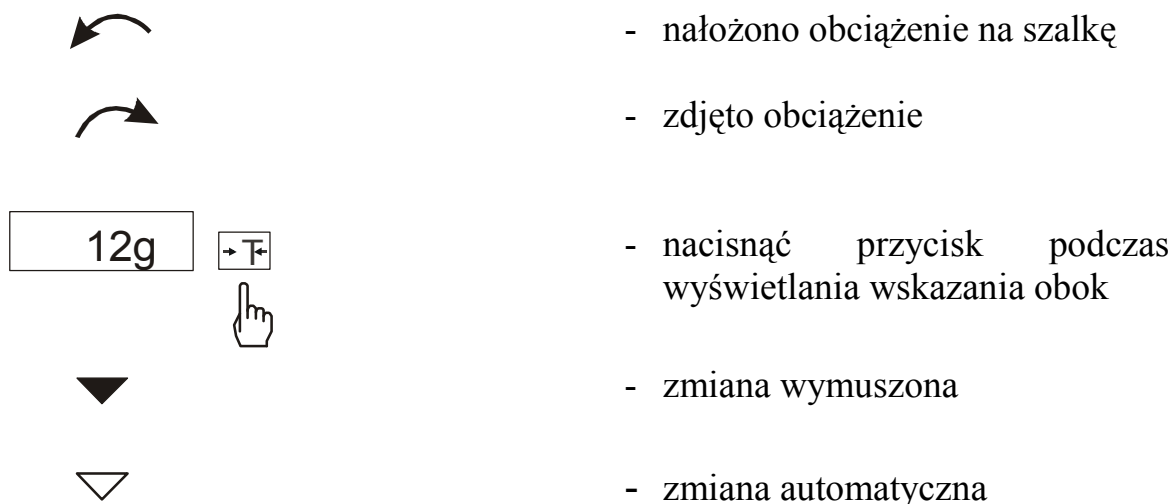 - nałożono obciążenie na szalkę
- zdjęto obciążenie
12g →T←
- nacisnąć przycisk podczas
wyświetlania wskazania obok
- zmiana wymuszona
- zmiana automatyczna